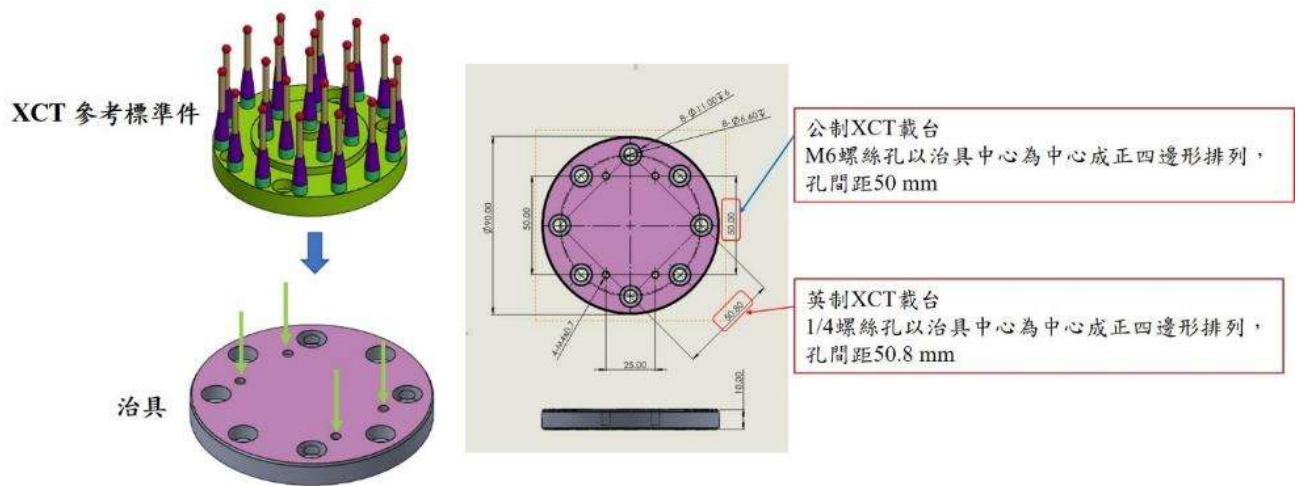 XCT 參考標準件
治具
8-Ø11.00↧6
8-Ø6.60↧
Ø90.00
50.00
50.00
50.80
4-M4x0.7
25.00
10.00
公制XCT載台
M6螺絲孔以治具中心為中心成正四邊形排列，
孔間距50 mm
英制XCT載台
1/4螺絲孔以治具中心為中心成正四邊形排列，
孔間距50.8 mm